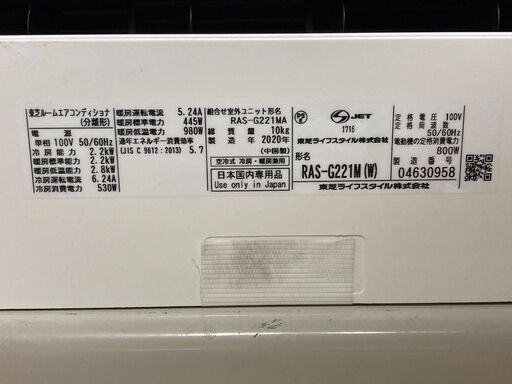 東芝ルームエアコンディショナ
(分離形)
電 源
単相 100V 50/60Hz
冷 房 能 力 2.2kW
暖 房 能 力 2.2kW
2.8kW
冷房運転電流 6.24A
冷房消費電力 530W
暖房運転電流 5.24A
暖房標準電力 445W
暖房低温電力 980W
通年エネルギー消費効率
(JIS C 9612:2013) 5.7
組合せ室外ユニット形名
RAS-G221MA
総 質 量 10kg
製 造 年 2020年
(中国製)
空冷式 冷房・暖房兼用
日本国内専用品
Use only in Japan
PS
E
JET
1716
東芝ライフスタイル株式会社
形名
RAS-G221M(W)
東芝ライフスタイル株式会社
定 格 電 圧 100V
定 格 周 波 数
50/60Hz
電動機の定格消費電力
800W
製 造 番 号
04630958